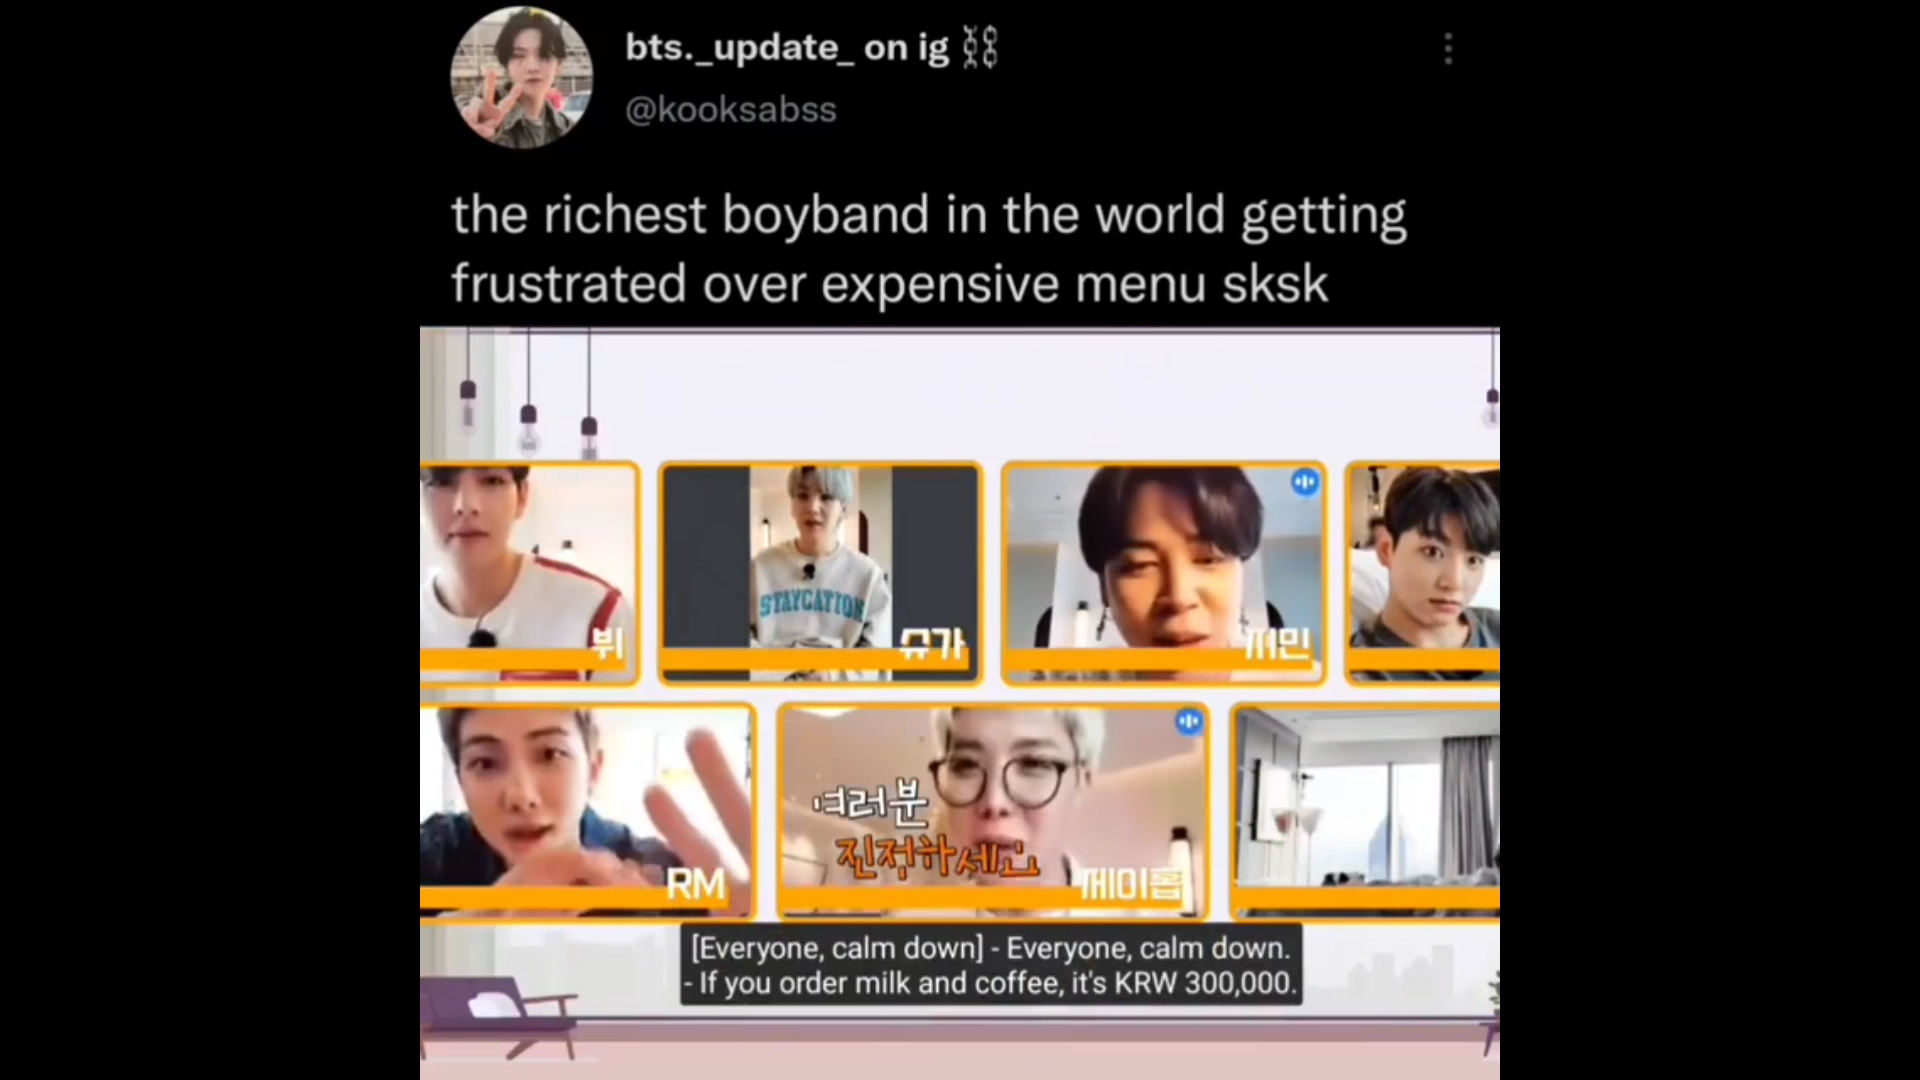 bts._update_ on ig ⛓⛓
@kooksabss
the richest boyband in the world getting
frustrated over expensive menu sksk
STAYCATION
뷔
슈가
지민
RM
여러분
진정하세요
제이홉
[Everyone, calm down] - Everyone, calm down.
- If you order milk and coffee, it's KRW 300,000.